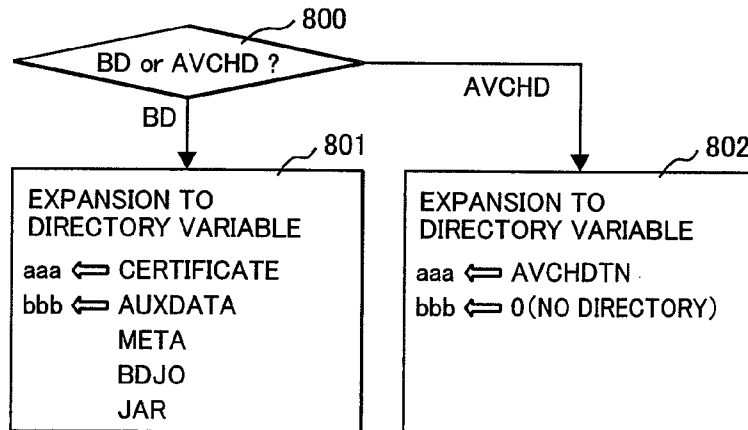 800
BD or AVCHD ?
BD
AVCHD
801
EXPANSION TO
DIRECTORY VARIABLE
aaa ⇐ CERTIFICATE
bbb ⇐ AUXDATA
META
BDJO
JAR
802
EXPANSION TO
DIRECTORY VARIABLE
aaa ⇐ AVCHDTN
bbb ⇐ 0(NO DIRECTORY)